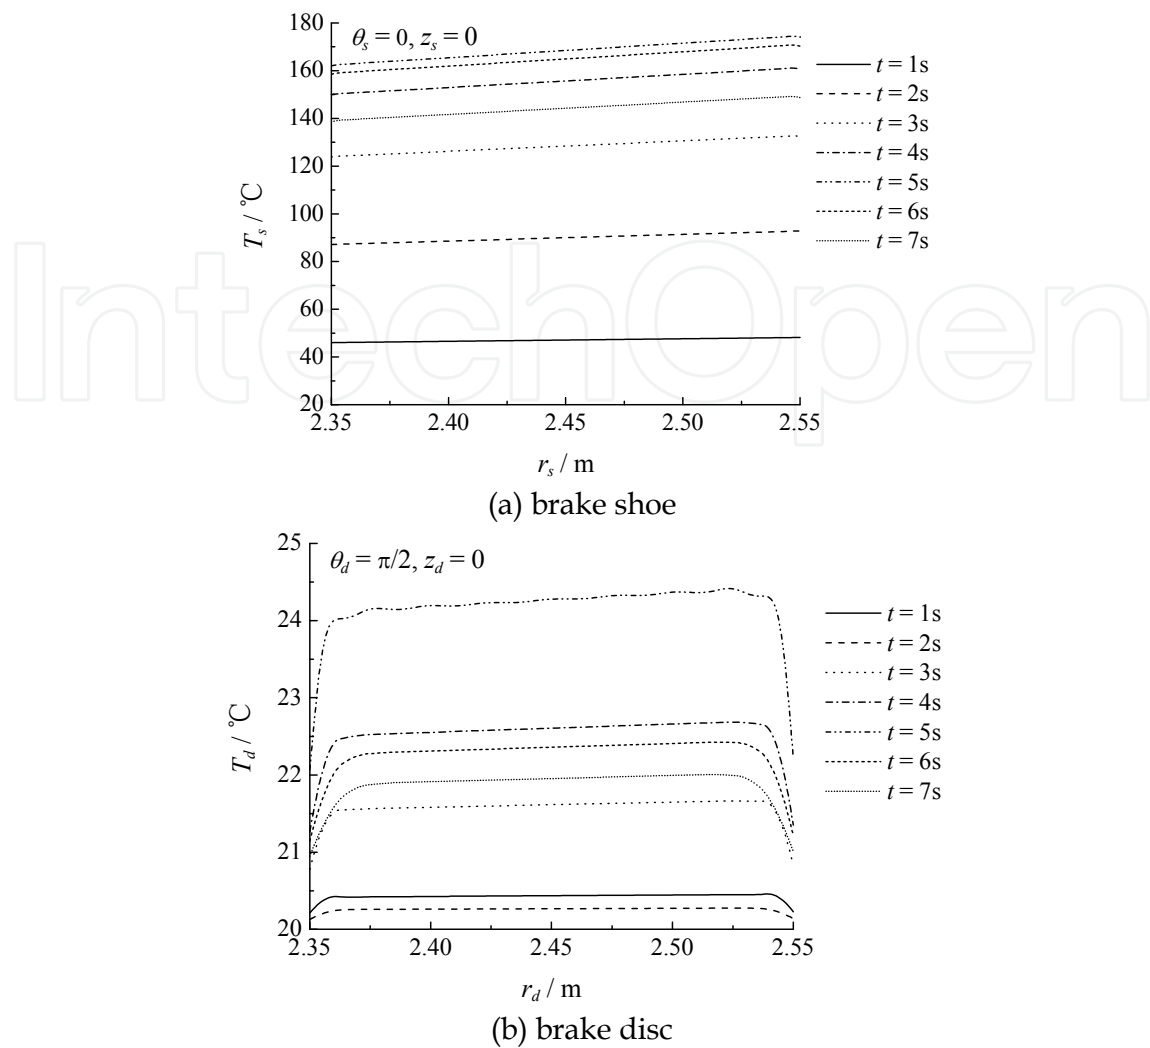 180
160
140
120
100
80
60
40
20
θs = 0, zs = 0
Ts / ℃
t = 1s
t = 2s
t = 3s
t = 4s
t = 5s
t = 6s
t = 7s
IntechOpen
2.35 2.40 2.45 2.50 2.55
rs / m
(a) brake shoe
25
24
23
22
21
20
θd = π/2, zd = 0
Td / ℃
t = 1s
t = 2s
t = 3s
t = 4s
t = 5s
t = 6s
t = 7s
2.35 2.40 2.45 2.50 2.55
rd / m
(b) brake disc